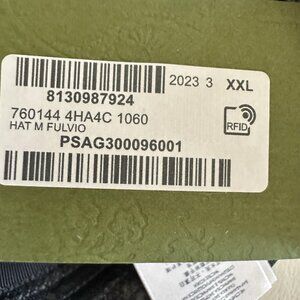 2023 3 XXL
8130987924
760144 4HA4C 1060
HAT M FULVIO
RFID
PSAG300096001